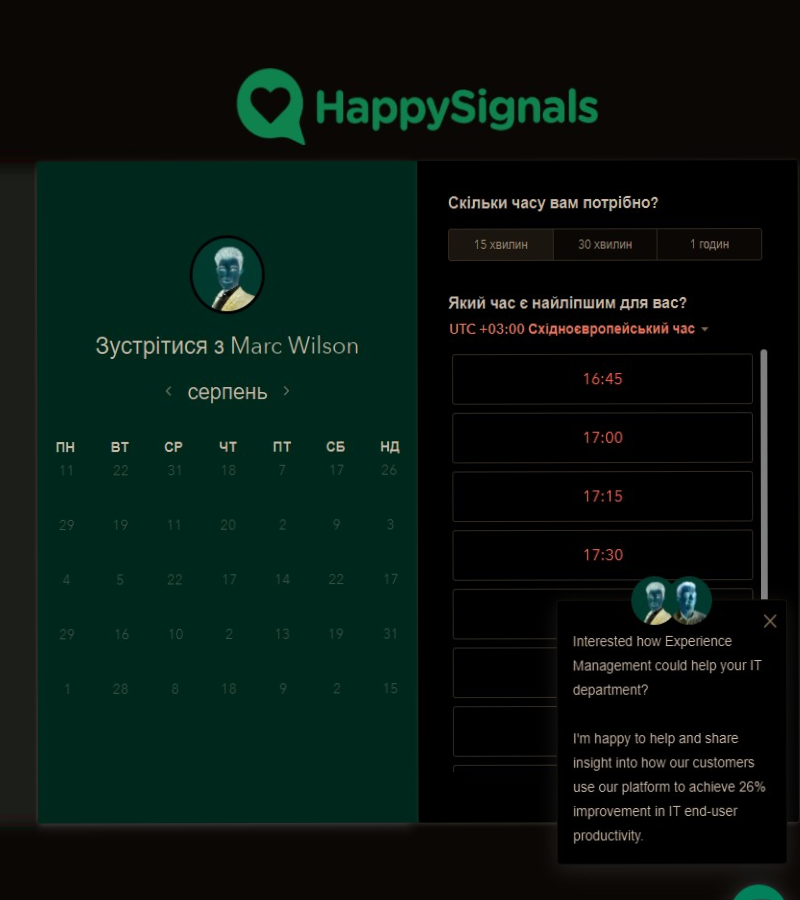 HappySignals
Зустрітися з Marc Wilson
серпень
ПН ВТ СР ЧТ ПТ СБ НД
11 22 31 18 7 17 26
29 19 11 20 2 9 3
4 5 22 17 14 22 17
29 16 10 2 13 19 31
1 28 8 18 9 2 15
Скільки часу вам потрібно?
15 хвилин 30 хвилин 1 годин
Який час є найліпшим для вас?
UTC +03:00 Східноєвропейський час
16:45
17:00
17:15
17:30
Interested how Experience
Management could help your IT
department?
I'm happy to help and share
insight into how our customers
use our platform to achieve 26%
improvement in IT end-user
productivity.